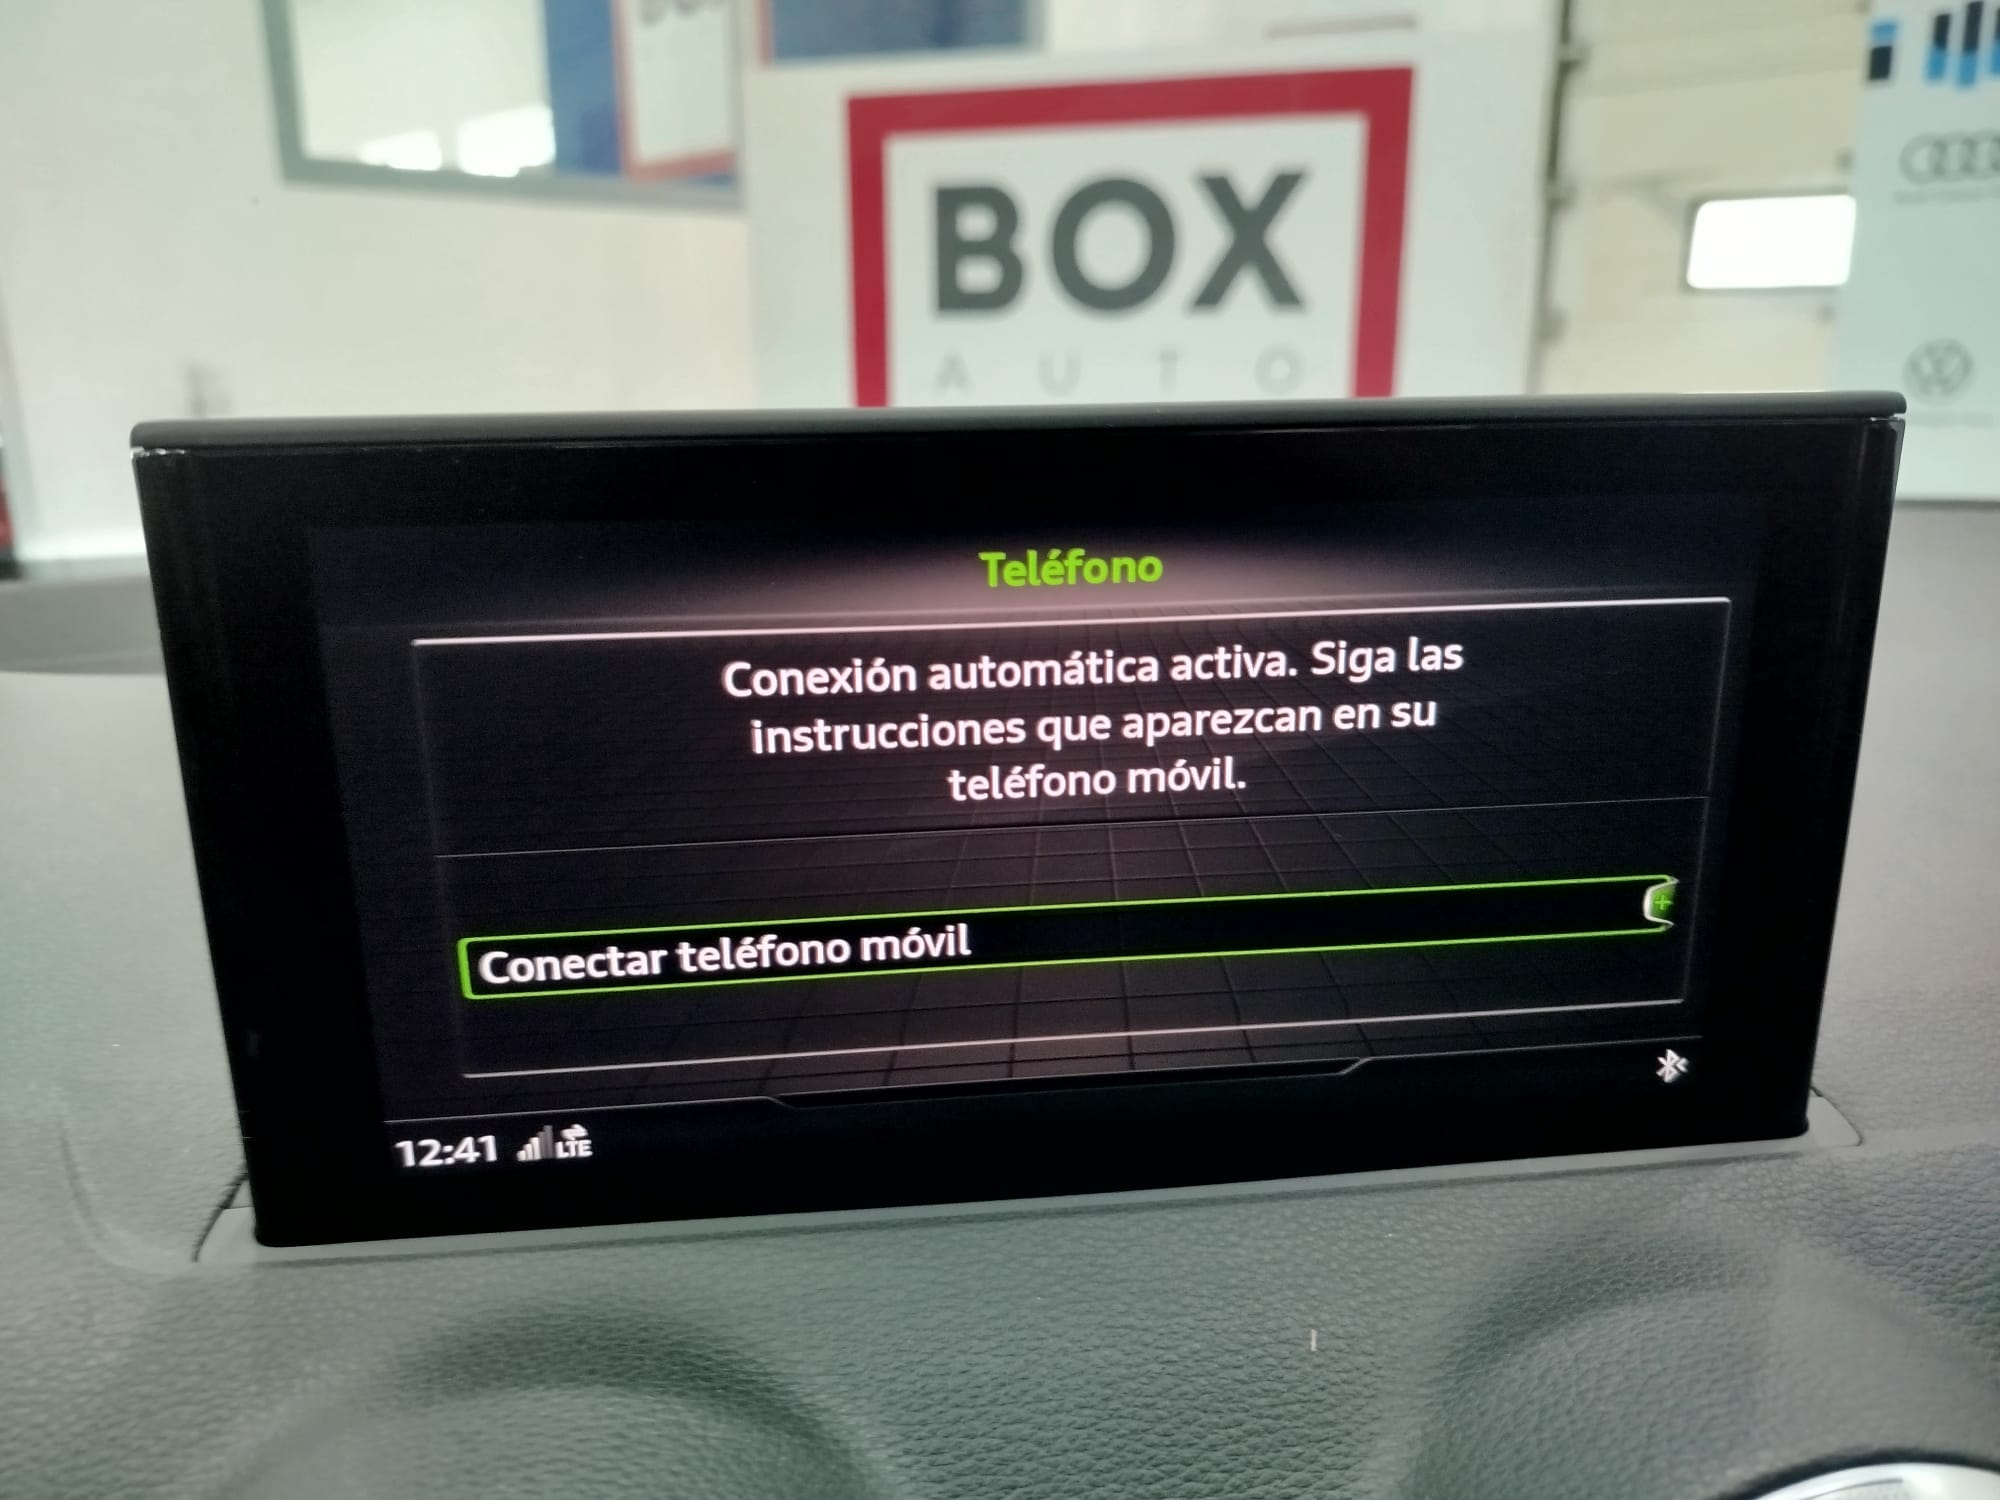 BOX
AUTO
Teléfono
Conexión automática activa. Siga las
instrucciones que aparezcan en su
teléfono móvil.
Conectar teléfono móvil
12:41 LTE